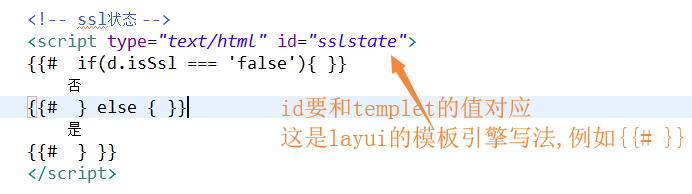 <!-- ssl状态 -->
<script type="text/html" id="sslstate">
{{#  if(d.isSsl === 'false'){ }}
否
{{#  } else { }}
id要和templet的值对应
是
这是layui的模板引擎写法,例如{{# }}
{{#  } }}
</script>